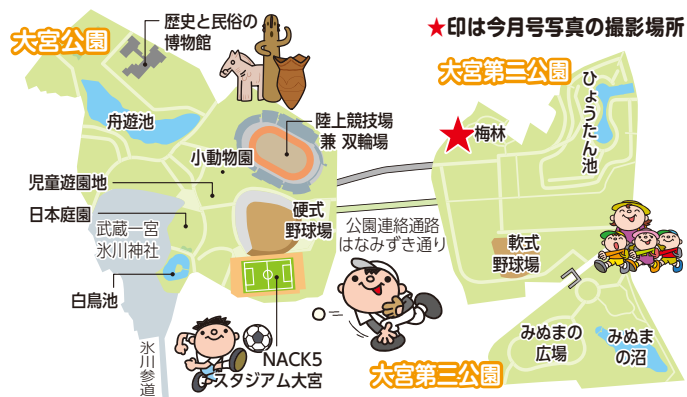 ★印は今月号写真の撮影場所
大宮公園
歴史と民俗の
博物館
舟遊池
陸上競技場
兼 双輪場
小動物園
児童遊園地
日本庭園
武蔵一宮
氷川神社
白鳥池
氷川参道
硬式
野球場
NACK5
スタジアム大宮
公園連絡通路
はなみずき通り
大宮第二公園
梅林
ひょうたん池
軟式
野球場
大宮第三公園
みぬまの
広場
みぬま
の沼